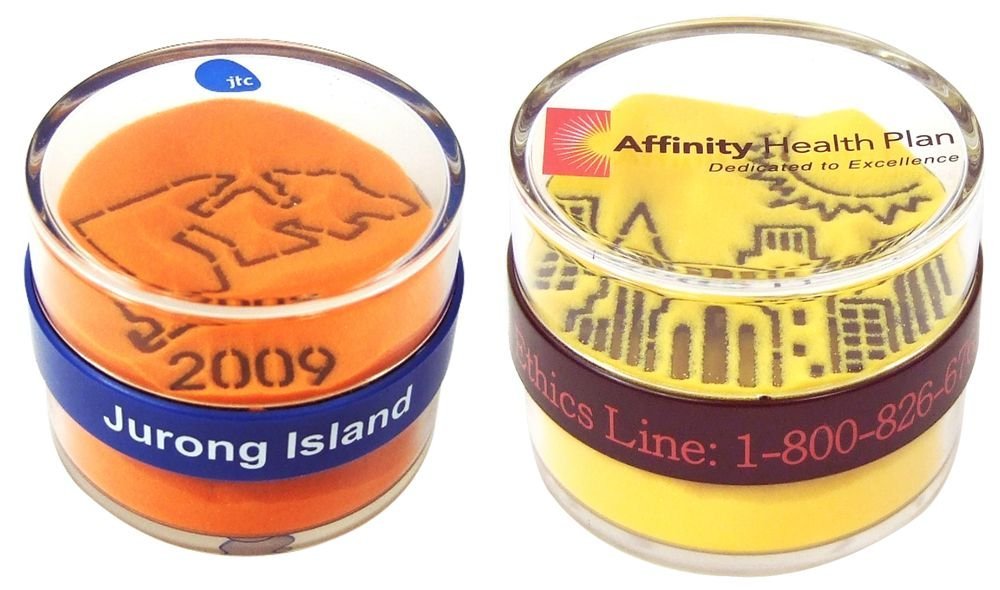 jtc
2009
Jurong Island
Affinity Health Plan
Dedicated to Excellence
Ethics Line: 1-800-826-67